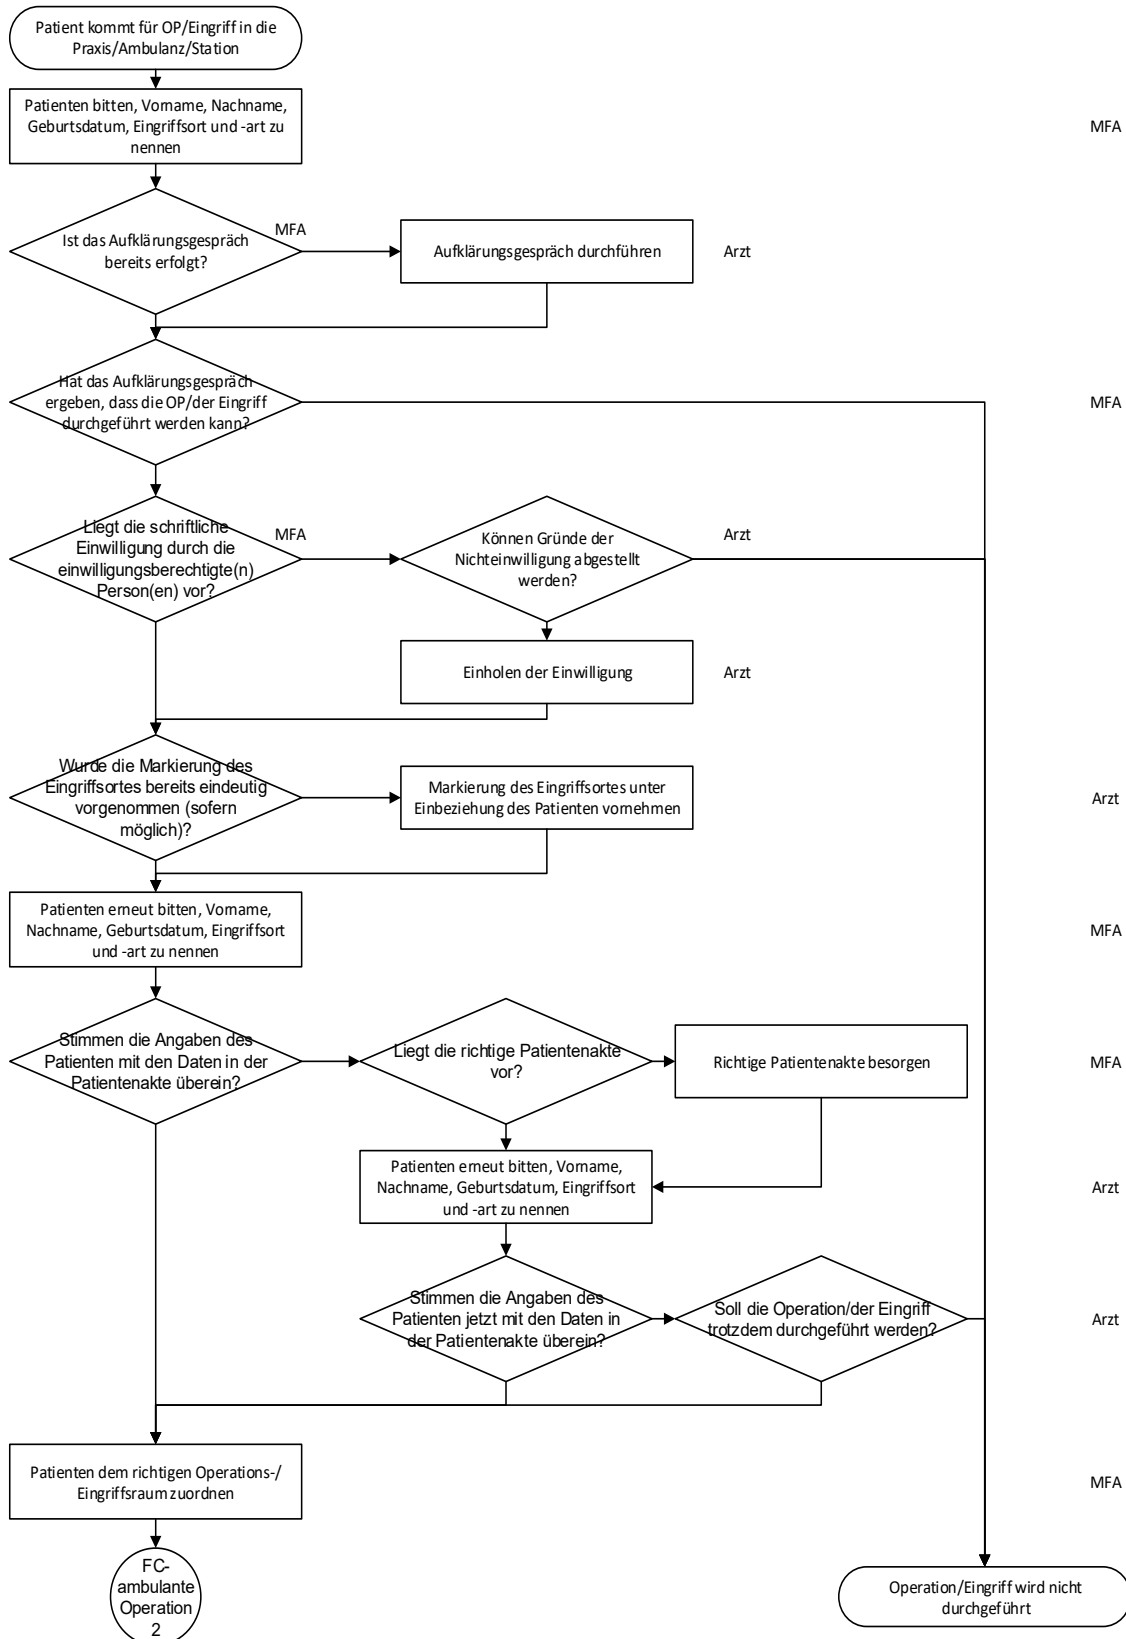 Patient kommt für OP/Eingriff in die
Praxis/Ambulanz/Station
Patienten bitten, Vorname, Nachname,
Geburtsdatum, Eingriffsort und -art zu
nennen
MFA
Ist das Aufklärungsgespräch
bereits erfolgt?
MFA
Aufklärungsgespräch durchführen
Arzt
Hat das Aufklärungsgespräch
ergeben, dass die OP/der Eingriff
durchgeführt werden kann?
MFA
Liegt die schriftliche
Einwilligung durch die
einwilligungsberechtigte(n)
Person(en) vor?
MFA
Können Gründe der
Nichteinwilligung abgestellt
werden?
Arzt
Einholen der Einwilligung
Arzt
Wurde die Markierung des
Eingriffsortes bereits eindeutig
vorgenommen (sofern
möglich)?
Markierung des Eingriffsortes unter
Einbeziehung des Patienten vornehmen
Arzt
Patienten erneut bitten, Vorname,
Nachname, Geburtsdatum, Eingriffsort
und -art zu nennen
MFA
Stimmen die Angaben des
Patienten mit den Daten in der
Patientenakte überein?
Liegt die richtige Patientenakte
vor?
Richtige Patientenakte besorgen
MFA
Patienten erneut bitten, Vorname,
Nachname, Geburtsdatum, Eingriffsort
und -art zu nennen
Arzt
Stimmen die Angaben des
Patienten jetzt mit den Daten in
der Patientenakte überein?
Soll die Operation/der Eingriff
trotzdem durchgeführt werden?
Arzt
Patienten dem richtigen Operations-/
Eingriffsraum zuordnen
MFA
FC-
ambulante
Operation
2
Operation/Eingriff wird nicht
durchgeführt